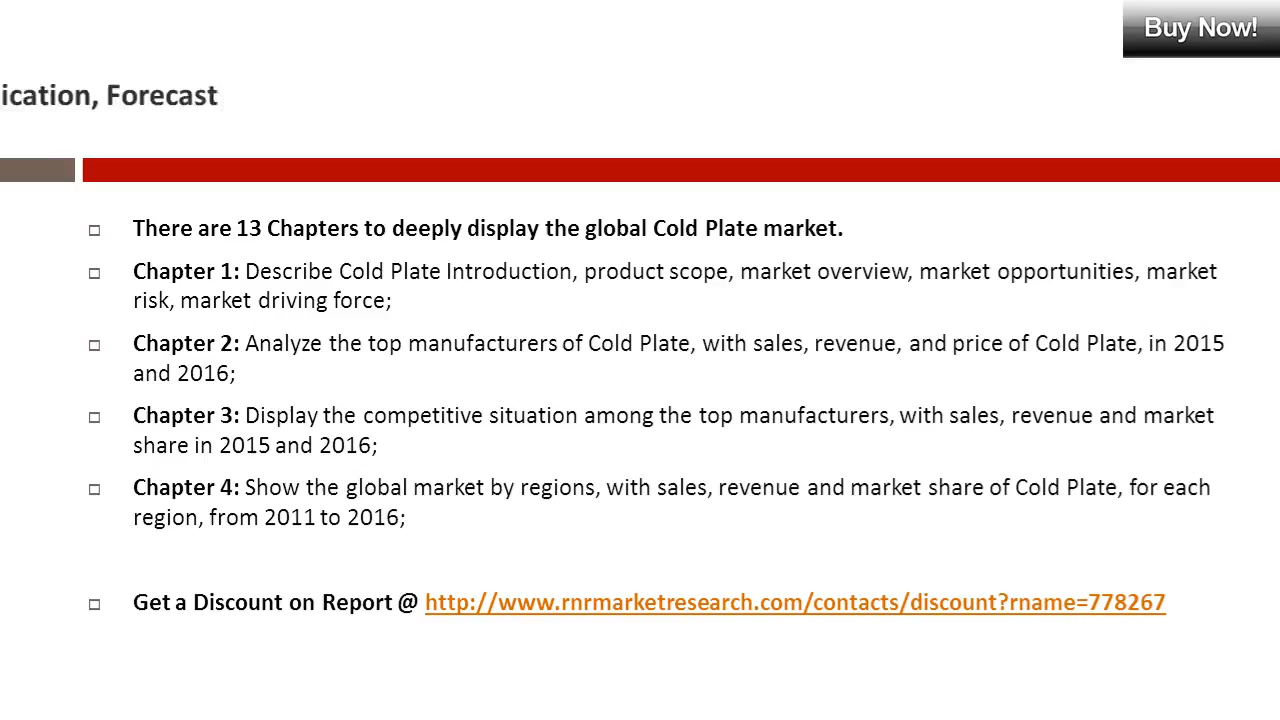 Buy Now!
ication, Forecast
There are 13 Chapters to deeply display the global Cold Plate market.
Chapter 1: Describe Cold Plate Introduction, product scope, market overview, market opportunities, market
risk, market driving force;
Chapter 2: Analyze the top manufacturers of Cold Plate, with sales, revenue, and price of Cold Plate, in 2015
and 2016;
Chapter 3: Display the competitive situation among the top manufacturers, with sales, revenue and market
share in 2015 and 2016;
Chapter 4: Show the global market by regions, with sales, revenue and market share of Cold Plate, for each
region, from 2011 to 2016;
Get a Discount on Report @ http://www.rnrmarketresearch.com/contacts/discount?rname=778267